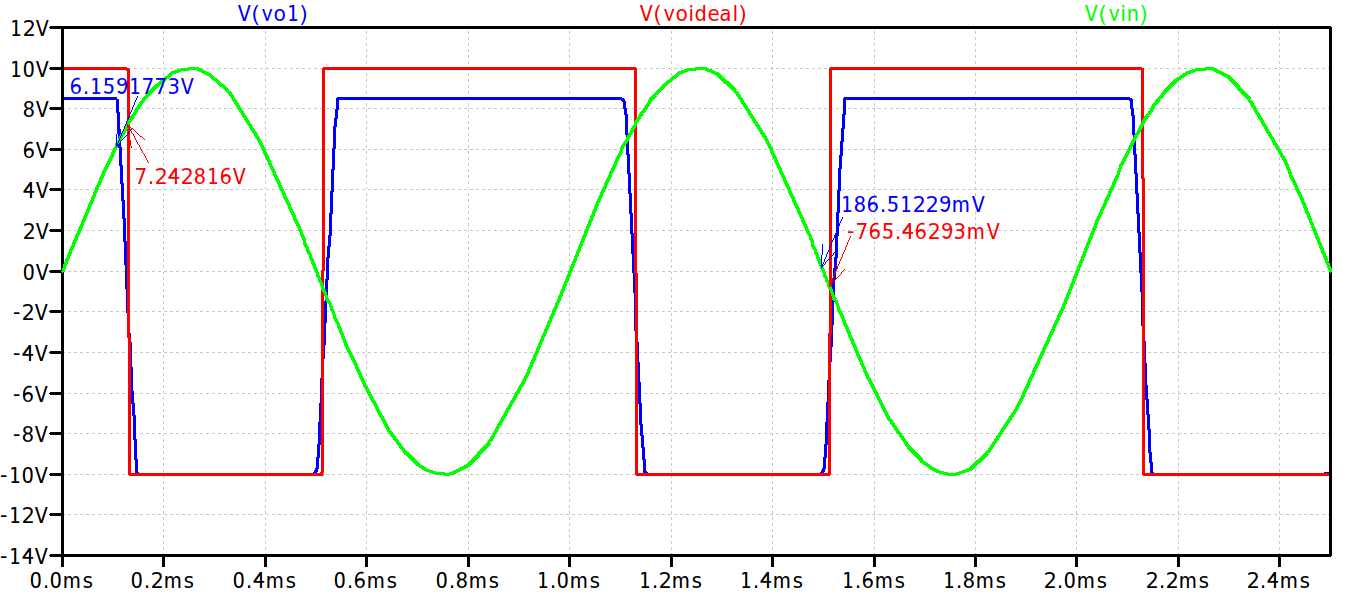 V(vo1) V(voideal) V(vin)
12V
10V
6.1591773V
8V
6V
7.242816V
4V
186.51229mV
2V
-765.46293mV
0V
-2V
-4V
-6V
-8V
-10V
-12V
-14V
0.0ms 0.2ms 0.4ms 0.6ms 0.8ms 1.0ms 1.2ms 1.4ms 1.6ms 1.8ms 2.0ms 2.2ms 2.4ms